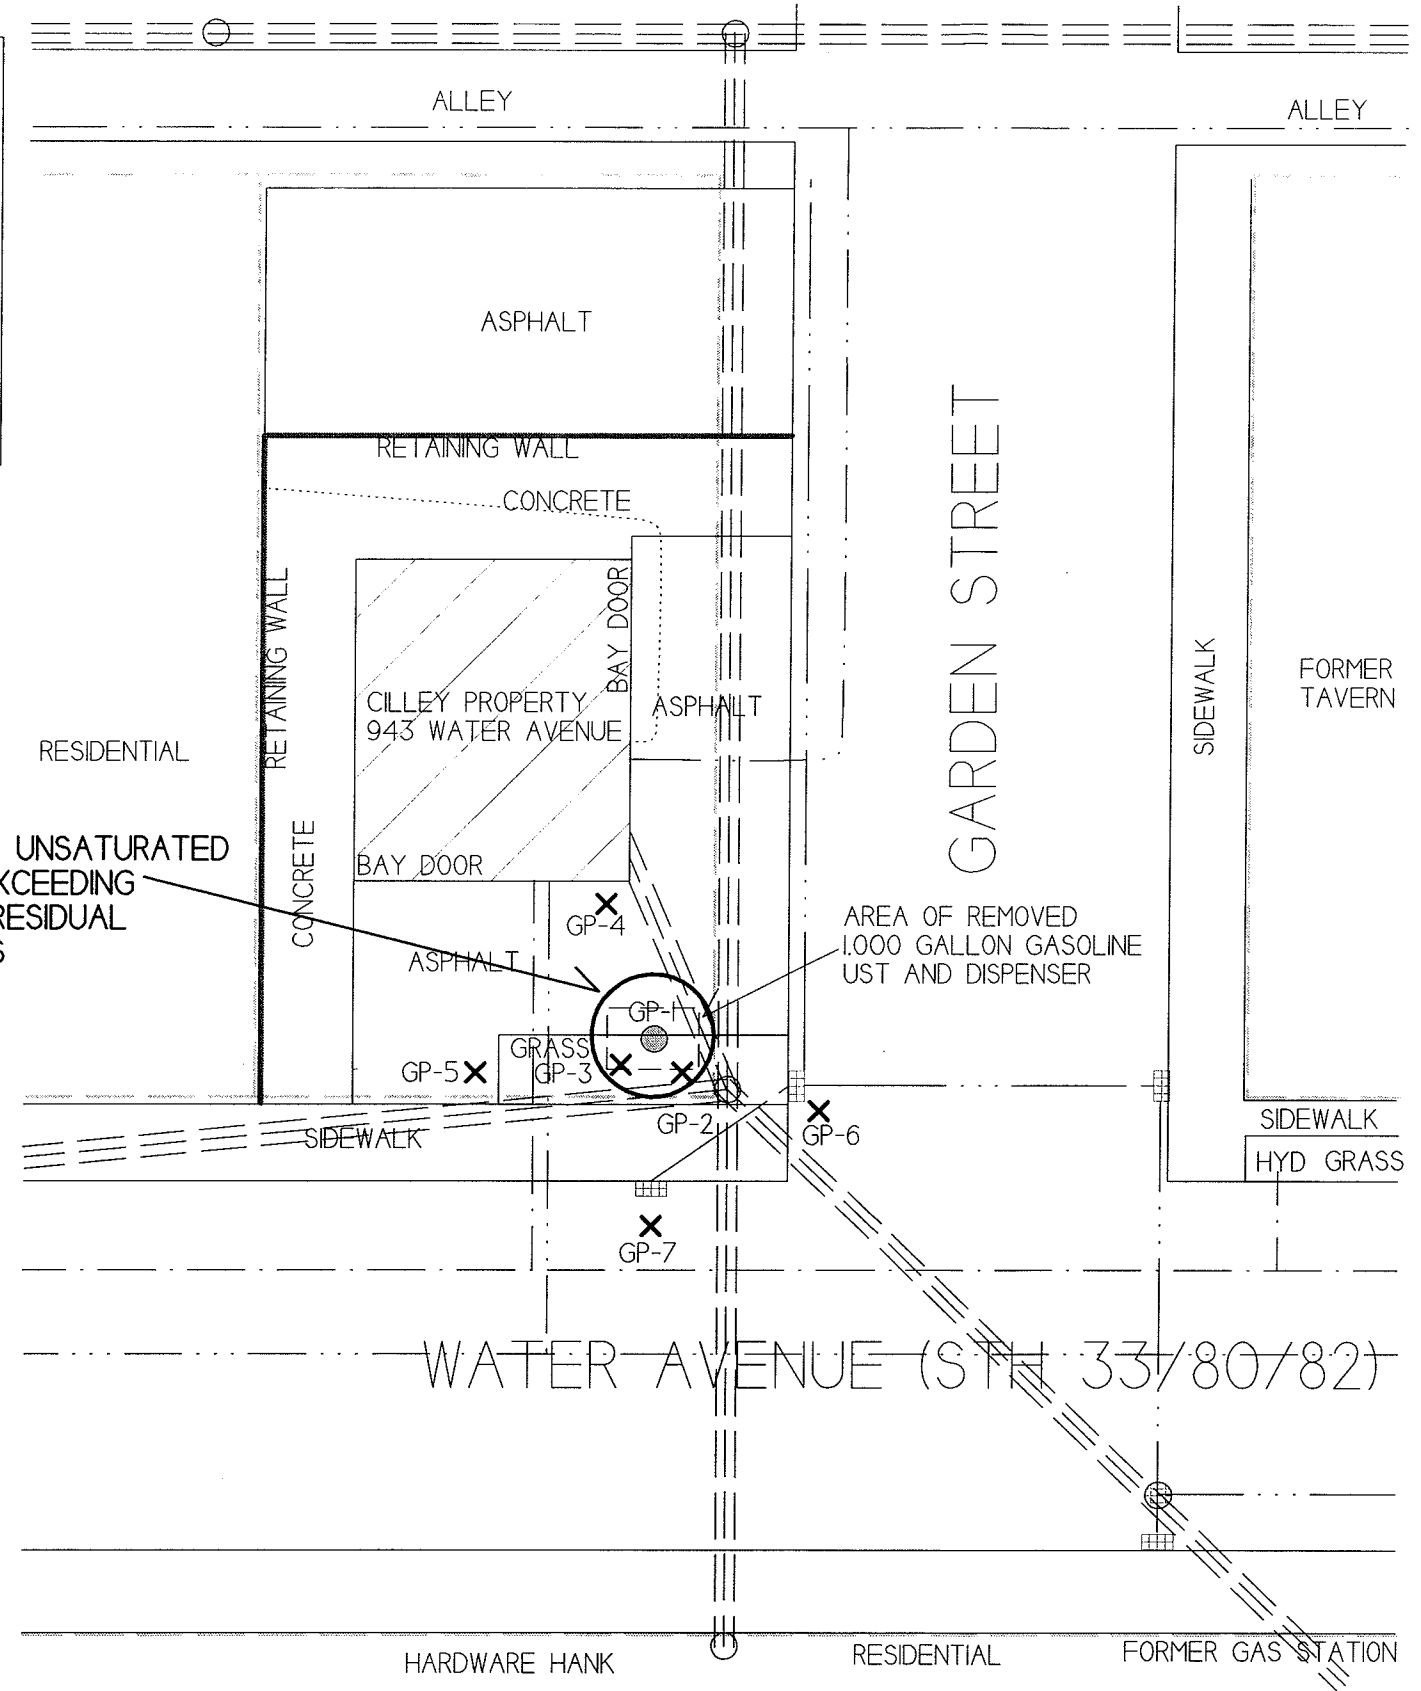 ALLEY
ALLEY
ASPHALT
RETAINING WALL
CONCRETE
GARDEN STREET
RETAINING WALL
BAY DOOR
SIDEWALK
FORMER
TAVERN
CILLEY PROPERTY
943 WATER AVENUE
ASPHALT
RESIDENTIAL
UNSATURATED
XCEEDING
RESIDUAL
S
CONCRETE
BAY DOOR
GP-4
AREA OF REMOVED
1,000 GALLON GASOLINE
UST AND DISPENSER
ASPHALT
GP-1
GRASS
GP-5
GP-3
GP-2
GP-6
SIDEWALK
SIDEWALK
HYD GRASS
GP-7
WATER AVENUE (STH 33/80/82)
HARDWARE HANK
RESIDENTIAL
FORMER GAS STATION